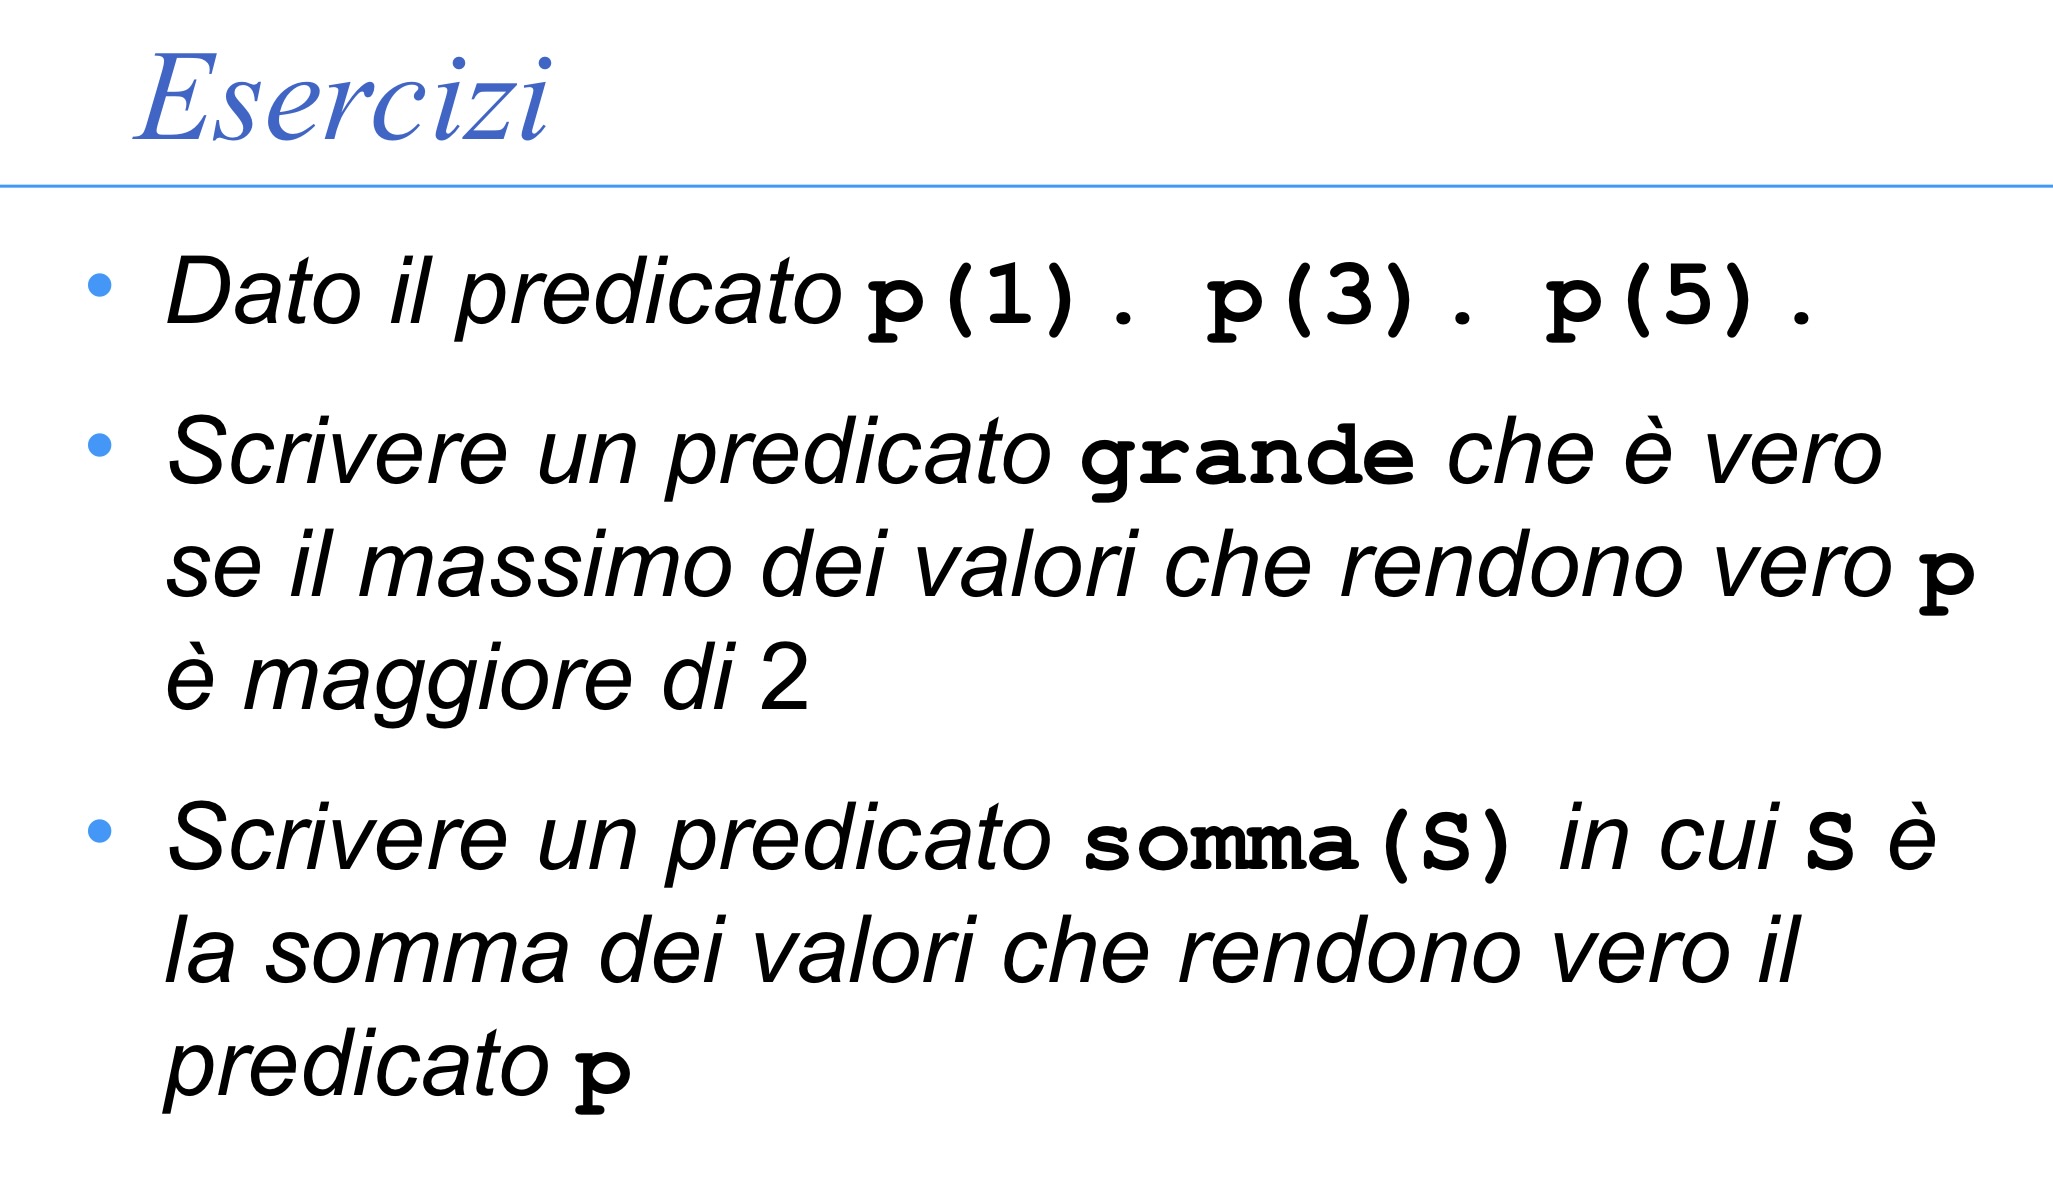 Esercizi
• Dato il predicato p(1). p(3). p(5).
• Scrivere un predicato grande che è vero
se il massimo dei valori che rendono vero p
è maggiore di 2
• Scrivere un predicato somma(S) in cui S è
la somma dei valori che rendono vero il
predicato p